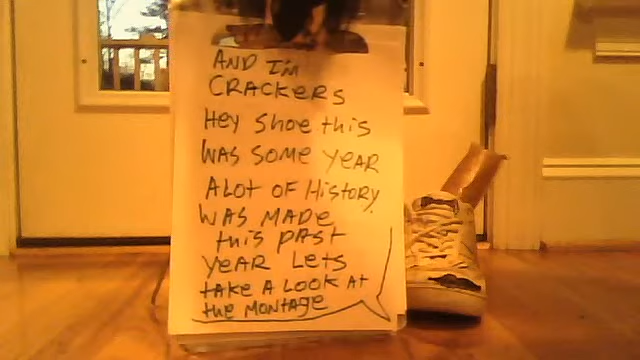 AND I'm
CRACKERS
Hey Shoe this
WAS SOME YEAR
A LOT OF HISTORY
WAS MADE
this PAST
YEAR LETS
tAKE A LOOK At
the MONTAGE